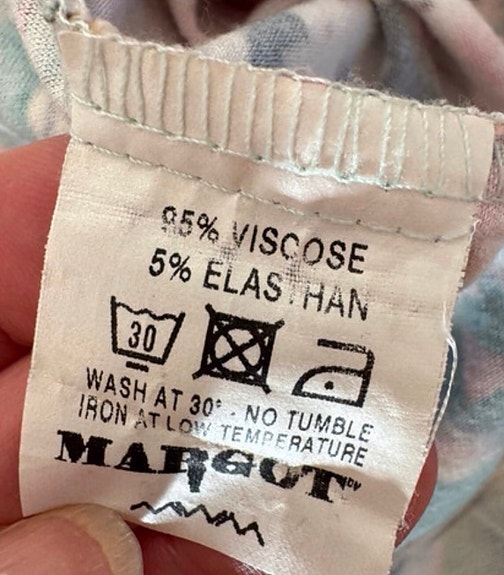 95% VISCOSE
5% ELASTHAN
30
WASH AT 30° - NO TUMBLE
IRON AT LOW TEMPERATURE
MARGOT